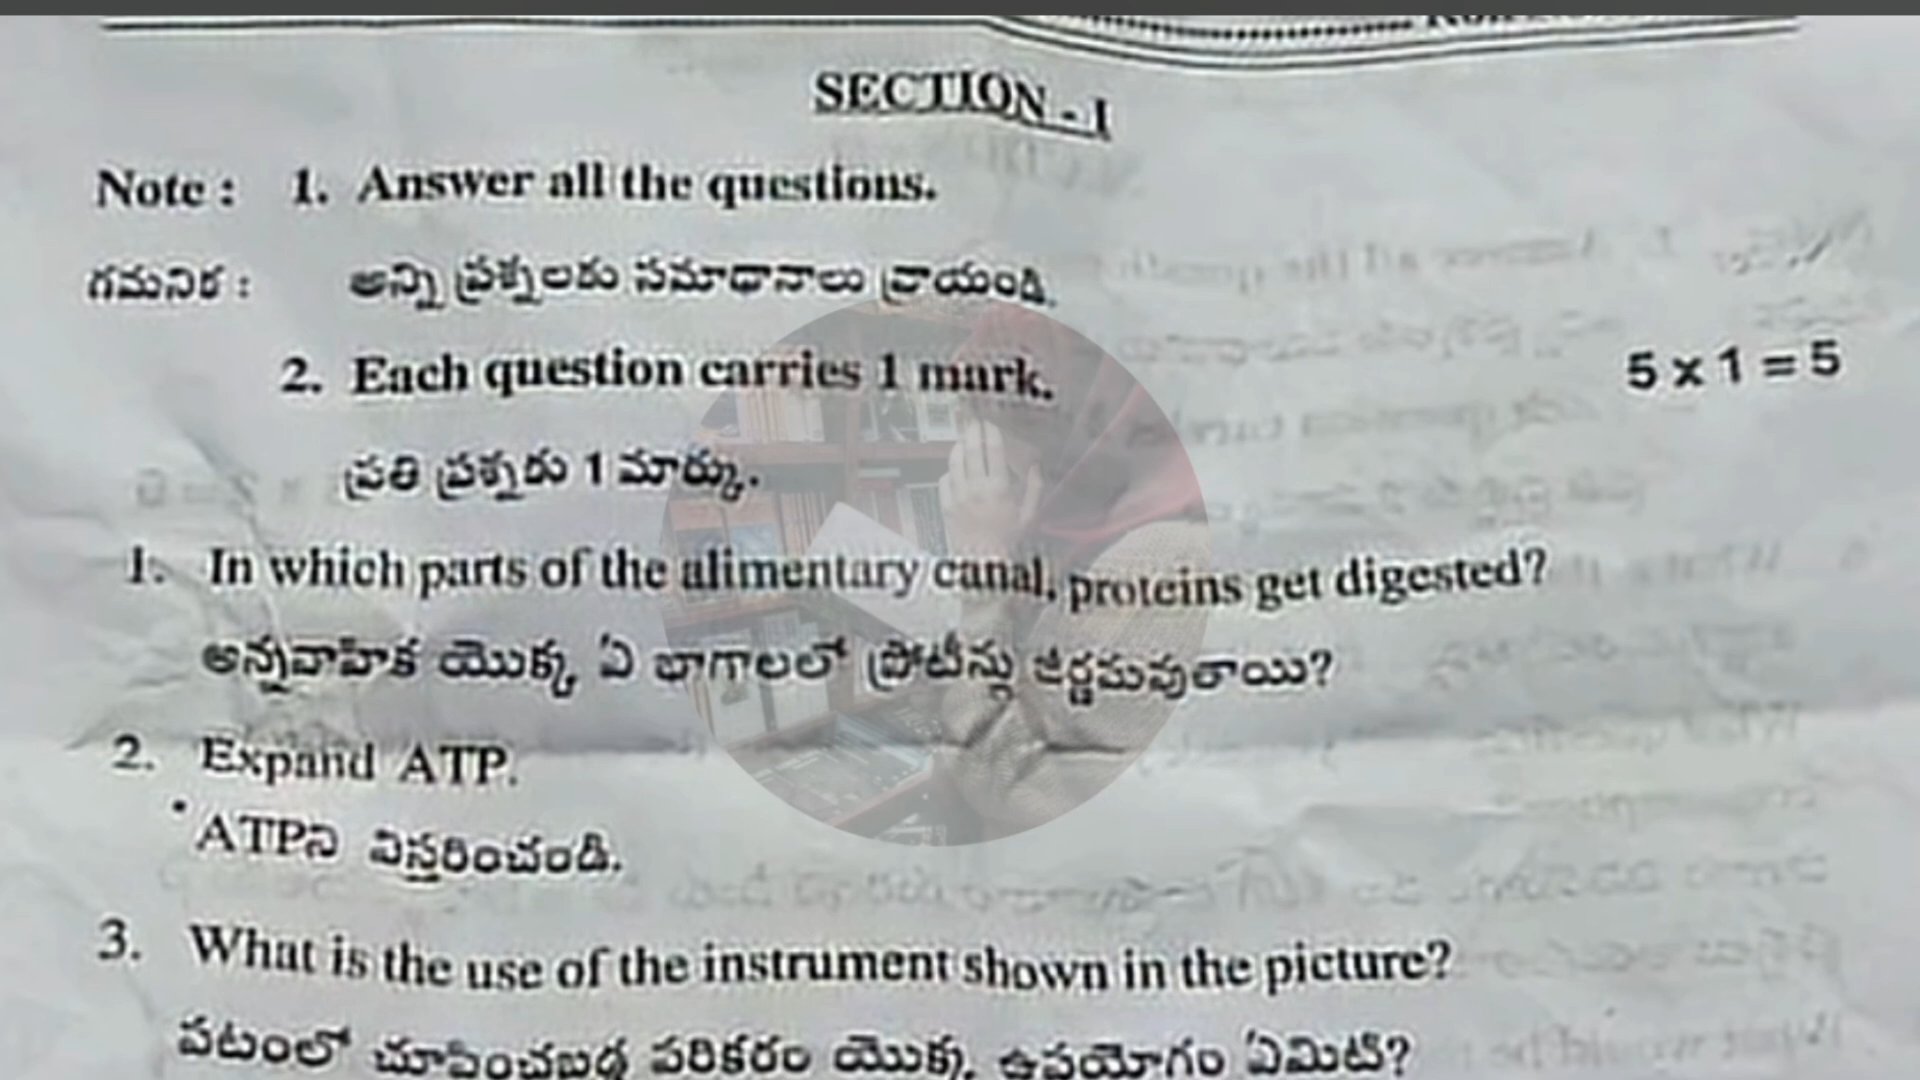 SECTION - I
Note : 1. Answer all the questions.
గమనిక : అన్ని ప్రశ్నలకు సమాధానాలు వ్రాయండి.
2. Each question carries 1 mark. 5 x 1 = 5
ప్రతి ప్రశ్నకు 1 మార్కు.
1. In which parts of the alimentary canal, proteins get digested?
అన్నవాహిక యొక్క ఏ భాగాలలో ప్రోటీన్లు జీర్ణమవుతాయి?
2. Expand ATP.
ATPని విస్తరించండి.
3. What is the use of the instrument shown in the picture?
పటంలో చూపించబడ్డ పరికరం యొక్క ఉపయోగం ఏమిటి?